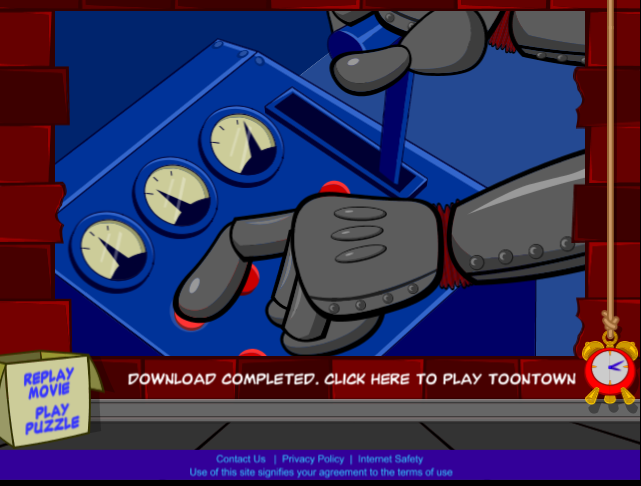 REPLAY
MOVIE
PLAY
PUZZLE
DOWNLOAD COMPLETED. CLICK HERE TO PLAY TOONTOWN
Contact Us | Privacy Policy | Internet Safety
Use of this site signifies your agreement to the terms of use